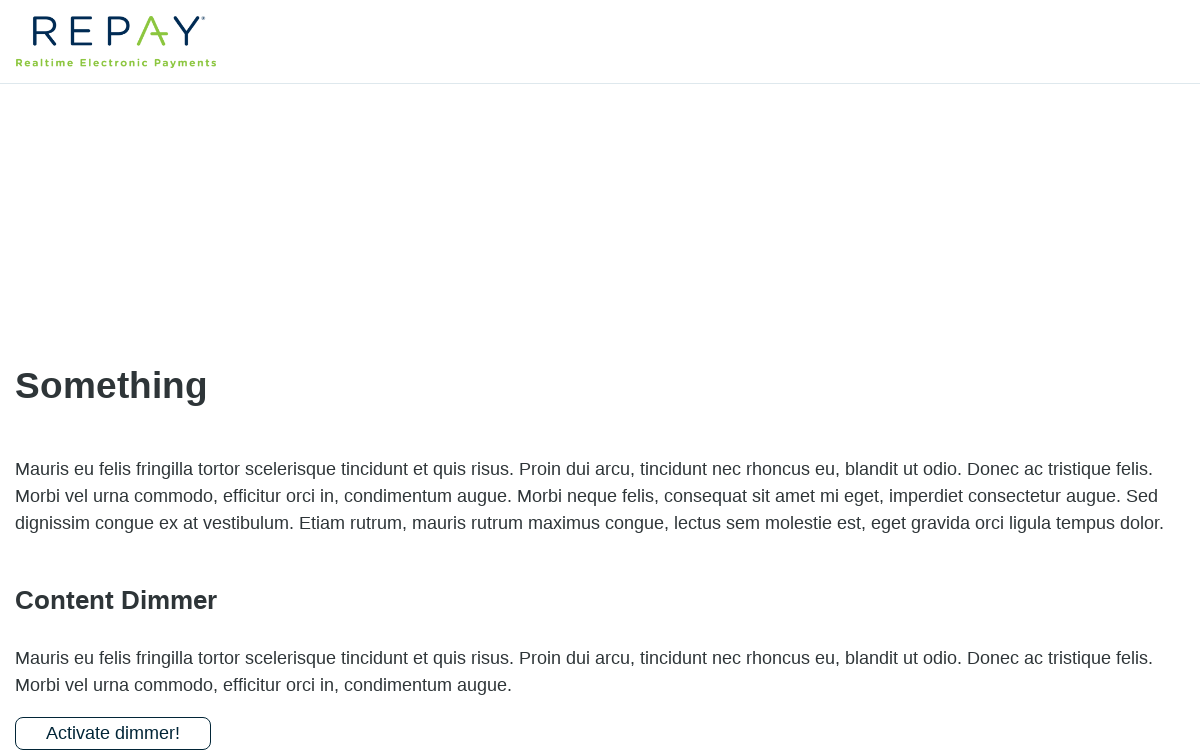 REPAY®
Realtime Electronic Payments
Something
Mauris eu felis fringilla tortor scelerisque tincidunt et quis risus. Proin dui arcu, tincidunt nec rhoncus eu, blandit ut odio. Donec ac tristique felis.
Morbi vel urna commodo, efficitur orci in, condimentum augue. Morbi neque felis, consequat sit amet mi eget, imperdiet consectetur augue. Sed
dignissim congue ex at vestibulum. Etiam rutrum, mauris rutrum maximus congue, lectus sem molestie est, eget gravida orci ligula tempus dolor.
Content Dimmer
Mauris eu felis fringilla tortor scelerisque tincidunt et quis risus. Proin dui arcu, tincidunt nec rhoncus eu, blandit ut odio. Donec ac tristique felis.
Morbi vel urna commodo, efficitur orci in, condimentum augue.
Activate dimmer!